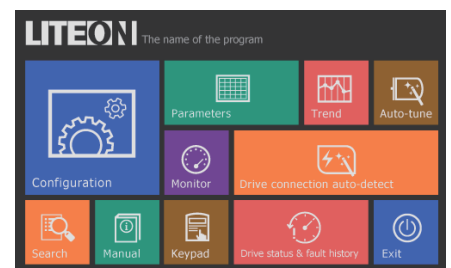 LITEON The name of the program
Parameters
Trend
Auto-tune
Configuration
Monitor
Drive connection auto-detect
Search
Manual
Keypad
Drive status & fault history
Exit